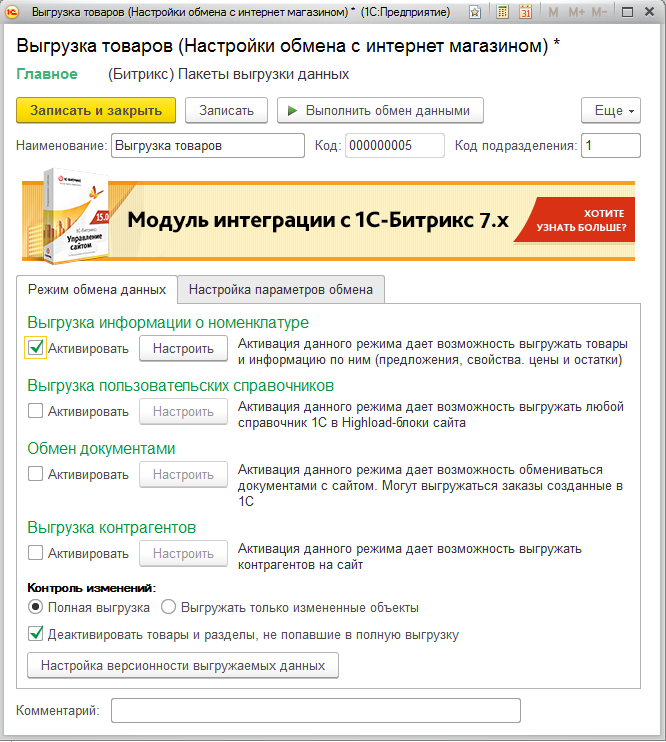 Выгрузка товаров (Настройки обмена с интернет магазином) * (1С:Предприятие)
M M+ M-
Выгрузка товаров (Настройки обмена с интернет магазином) *
Главное (Битрикс) Пакеты выгрузки данных
Записать и закрыть Записать Выполнить обмен данными Еще
Наименование: Выгрузка товаров Код: 000000005 Код подразделения: 1
1С-Битрикс
Управление сайтом
15.0
Модуль интеграции с 1С-Битрикс 7.x
ХОТИТЕ
УЗНАТЬ БОЛЬШЕ?
Режим обмена данных Настройка параметров обмена
Выгрузка информации о номенклатуре
Активировать Настроить Активация данного режима дает возможность выгружать товары
и информацию по ним (предложения, свойства. цены и остатки)
Выгрузка пользовательских справочников
Активировать Настроить Активация данного режима дает возможность выгружать любой
справочник 1С в Highload-блоки сайта
Обмен документами
Активировать Настроить Активация данного режима дает возможность обмениваться
документами с сайтом. Могут выгружаться заказы созданные в
1С
Выгрузка контрагентов
Активировать Настроить Активация данного режима дает возможность выгружать
контрагентов на сайт
Контроль изменений:
Полная выгрузка Выгружать только измененные объекты
Деактивировать товары и разделы, не попавшие в полную выгрузку
Настройка версионности выгружаемых данных
Комментарий: